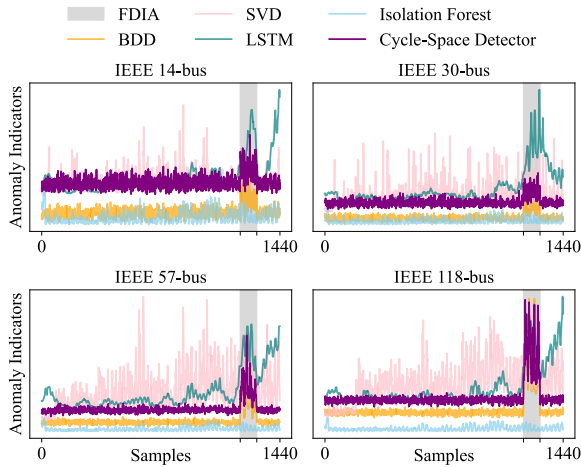 FDIA SVD Isolation Forest
BDD LSTM Cycle-Space Detector
IEEE 14-bus IEEE 30-bus
Anomaly Indicators
0 1440 0 1440
IEEE 57-bus IEEE 118-bus
Anomaly Indicators
0 Samples 1440 0 Samples 1440